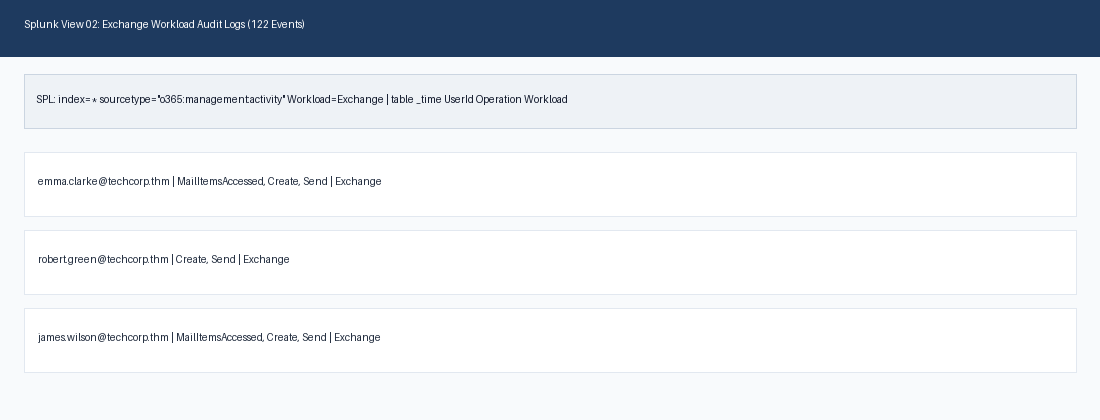 Splunk View 02: Exchange Workload Audit Logs (122 Events)
SPL: index=* sourcetype="o365:management:activity" Workload=Exchange | table _time UserId Operation Workload
emma.clarke@techcorp.thm | MailItemsAccessed, Create, Send | Exchange
robert.green@techcorp.thm | Create, Send | Exchange
james.wilson@techcorp.thm | MailItemsAccessed, Create, Send | Exchange